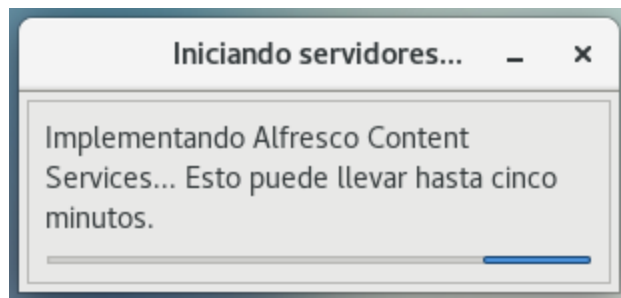 Iniciando servidores...
Implementando Alfresco Content
Services... Esto puede llevar hasta cinco
minutos.